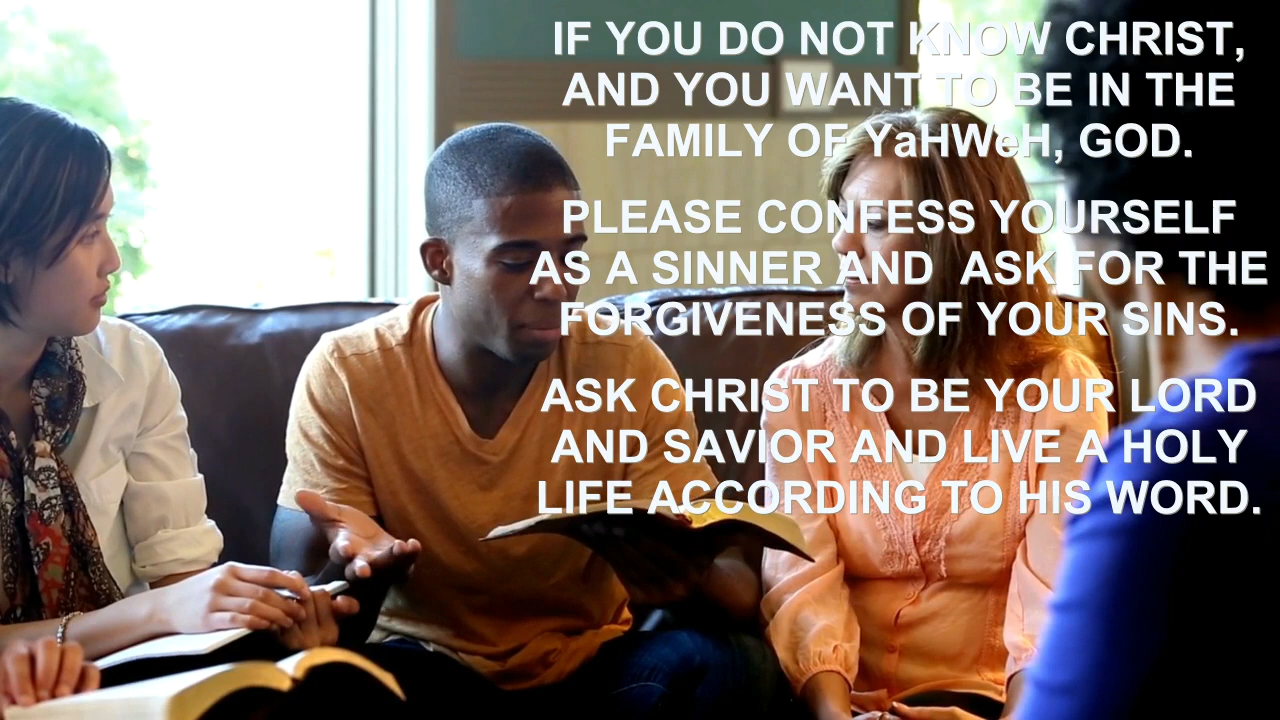 IF YOU DO NOT KNOW CHRIST,
AND YOU WANT TO BE IN THE
FAMILY OF YaHWeH, GOD.
PLEASE CONFESS YOURSELF
AS A SINNER AND  ASK FOR THE
FORGIVENESS OF YOUR SINS.
ASK CHRIST TO BE YOUR LORD
AND SAVIOR AND LIVE A HOLY
LIFE ACCORDING TO HIS WORD.